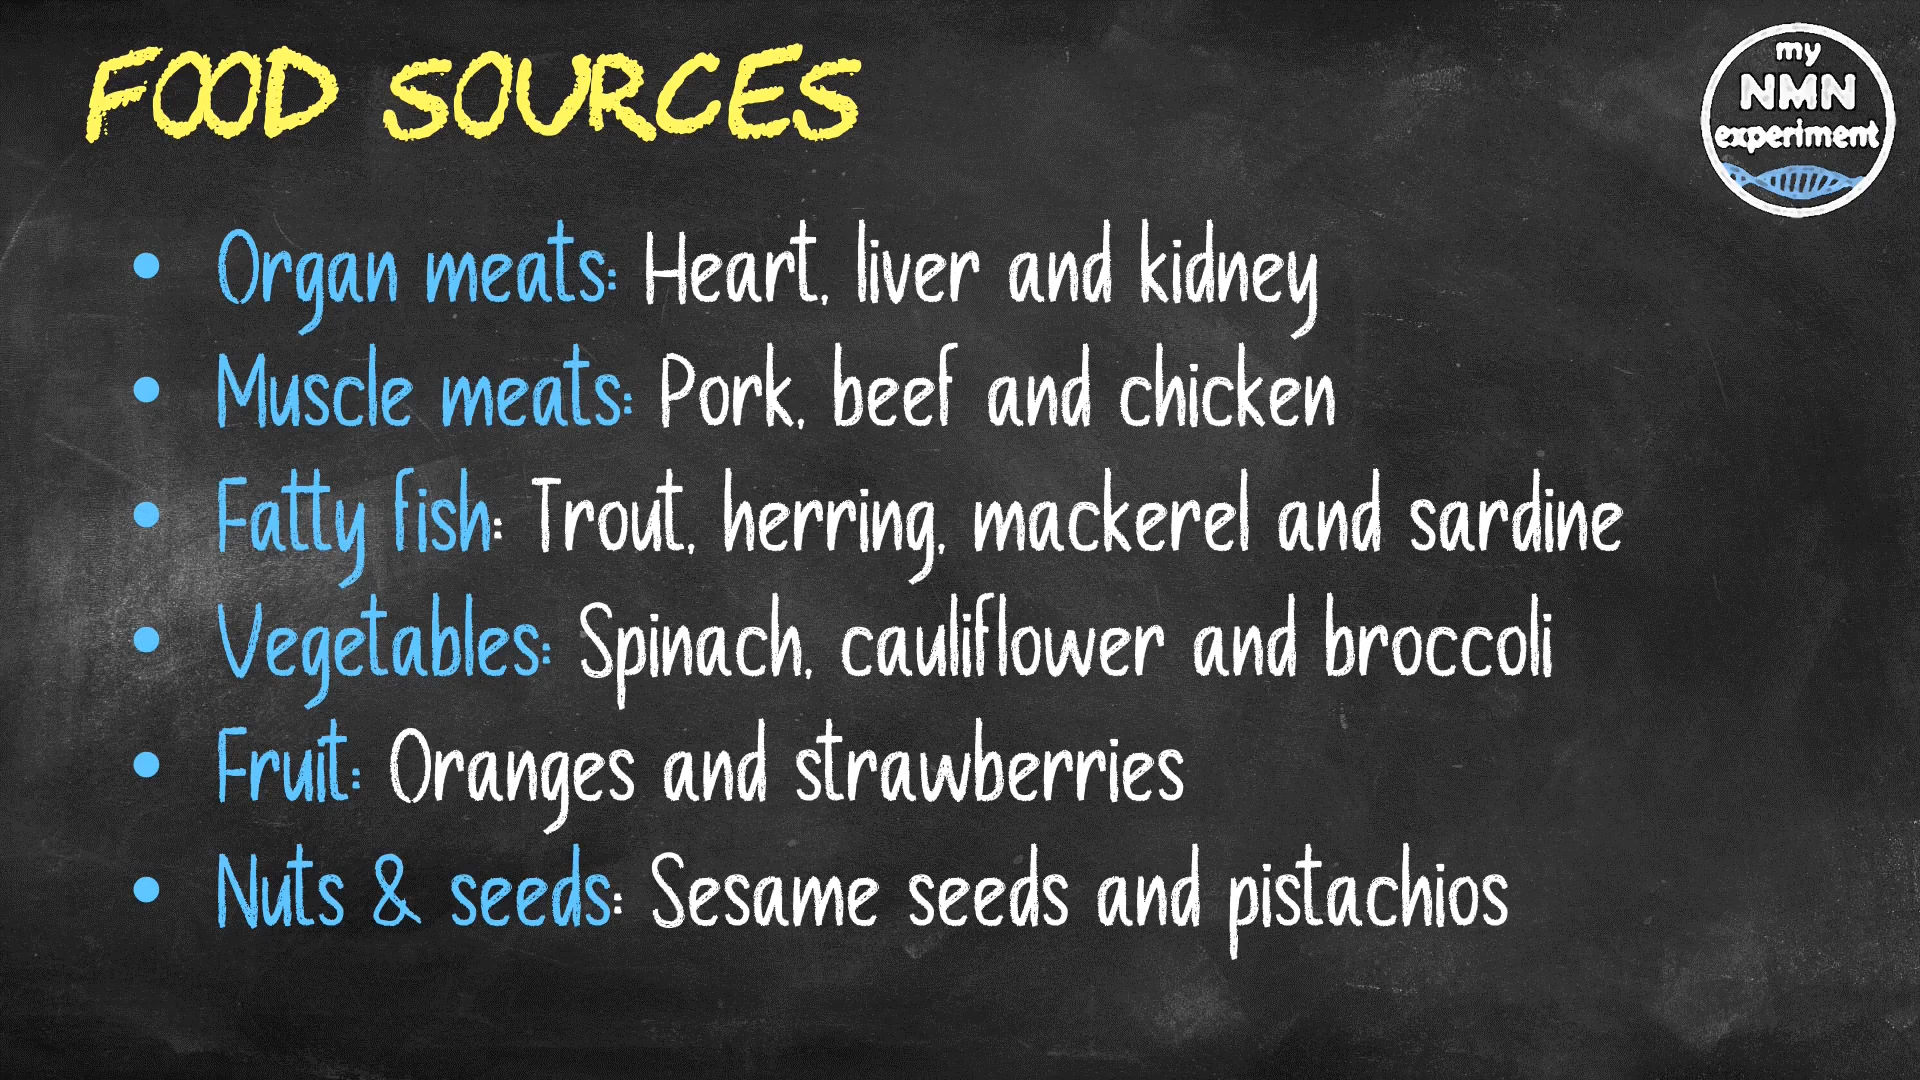 FOOD SOURCES
my
NMN
experiment
• Organ meats: Heart, liver and kidney
• Muscle meats: Pork, beef and chicken
• Fatty fish: Trout, herring, mackerel and sardine
• Vegetables: Spinach, cauliflower and broccoli
• Fruit: Oranges and strawberries
• Nuts & seeds: Sesame seeds and pistachios